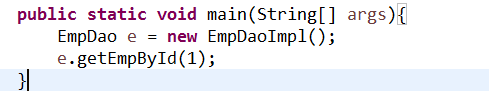 public static void main(String[] args){
    EmpDao e = new EmpDaoImpl();
    e.getEmpById(1);
}